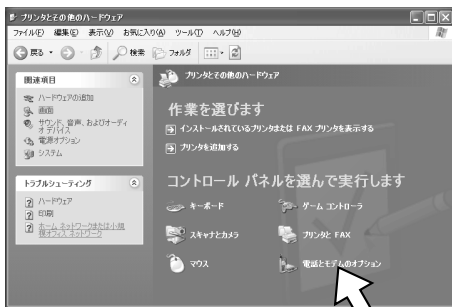 プリンタとその他のハードウェア
ファイル(F) 編集(E) 表示(V) お気に入り(A) ツール(T) ヘルプ(H)
戻る 検索 フォルダ
関連項目
ハードウェアの追加
画面
サウンド、音声、およびオーディオ デバイス
電源オプション
システム
トラブルシューティング
ハードウェア
印刷
ホーム ネットワークまたは小規
模オフィス ネットワーク
プリンタとその他のハードウェア
作業を選びます
インストールされているプリンタまたは FAX プリンタを表示する
プリンタを追加する
コントロール パネルを選んで実行します
キーボード
ゲーム コントローラ
スキャナとカメラ
プリンタと FAX
マウス
電話とモデムのオプション